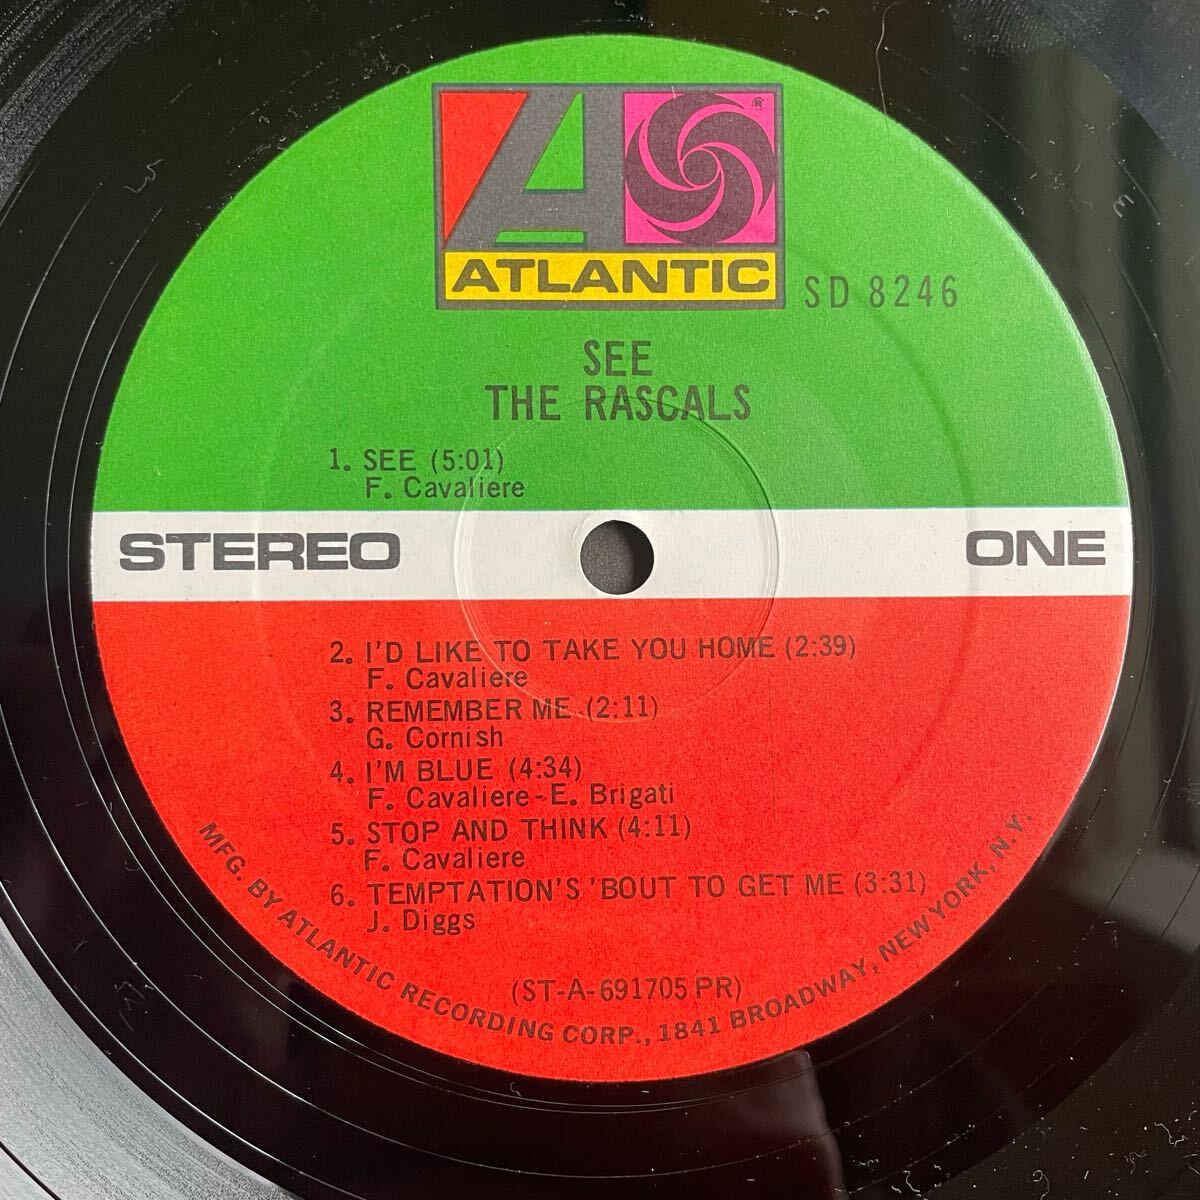 ATLANTIC
®
SD 8246
SEE
THE RASCALS
1. SEE (5:01)
F. Cavaliere
STEREO
ONE
2. I'D LIKE TO TAKE YOU HOME (2:39)
F. Cavaliere
3. REMEMBER ME (2:11)
G. Cornish
4. I'M BLUE (4:34)
F. Cavaliere-E. Brigati
5. STOP AND THINK (4:11)
F. Cavaliere
6. TEMPTATION'S 'BOUT TO GET ME (3:31)
J. Diggs
(ST-A-691705 PR)
MFG. BY ATLANTIC RECORDING CORP., 1841 BROADWAY, NEW YORK, N.Y.